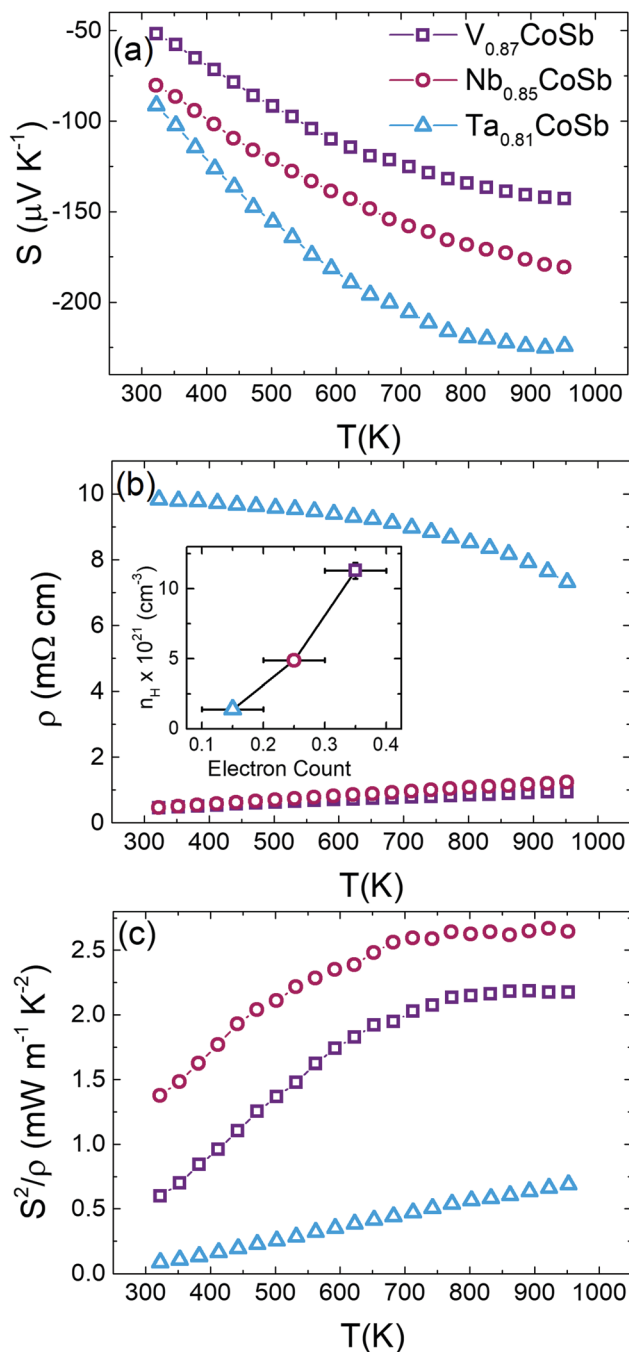 (a)
V0.87CoSb
Nb0.85CoSb
Ta0.81CoSb
-50
-100
-150
-200
S (μV K-1)
300 400 500 600 700 800 900 1000
T(K)
(b)
10
8
6
4
2
0
ρ (mΩ cm)
10
5
0
nH x 10^21 (cm-3)
0.1 0.2 0.3 0.4
Electron Count
300 400 500 600 700 800 900 1000
T(K)
(c)
2.5
2.0
1.5
1.0
0.5
0.0
S2/ρ (mW m-1 K-2)
300 400 500 600 700 800 900 1000
T(K)